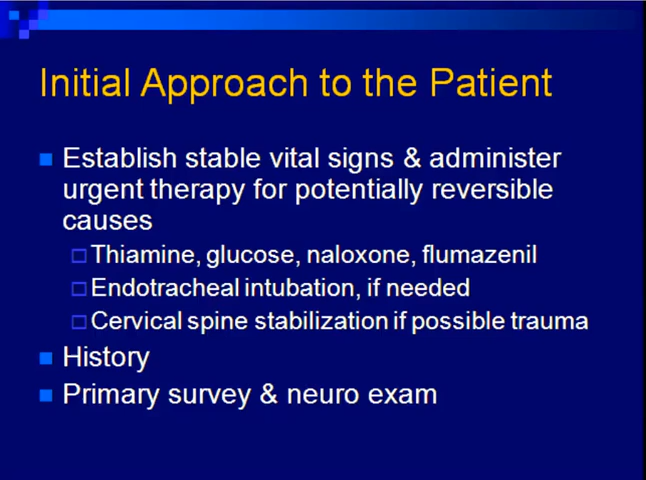 Initial Approach to the Patient
Establish stable vital signs & administer
urgent therapy for potentially reversible
causes
Thiamine, glucose, naloxone, flumazenil
Endotracheal intubation, if needed
Cervical spine stabilization if possible trauma
History
Primary survey & neuro exam